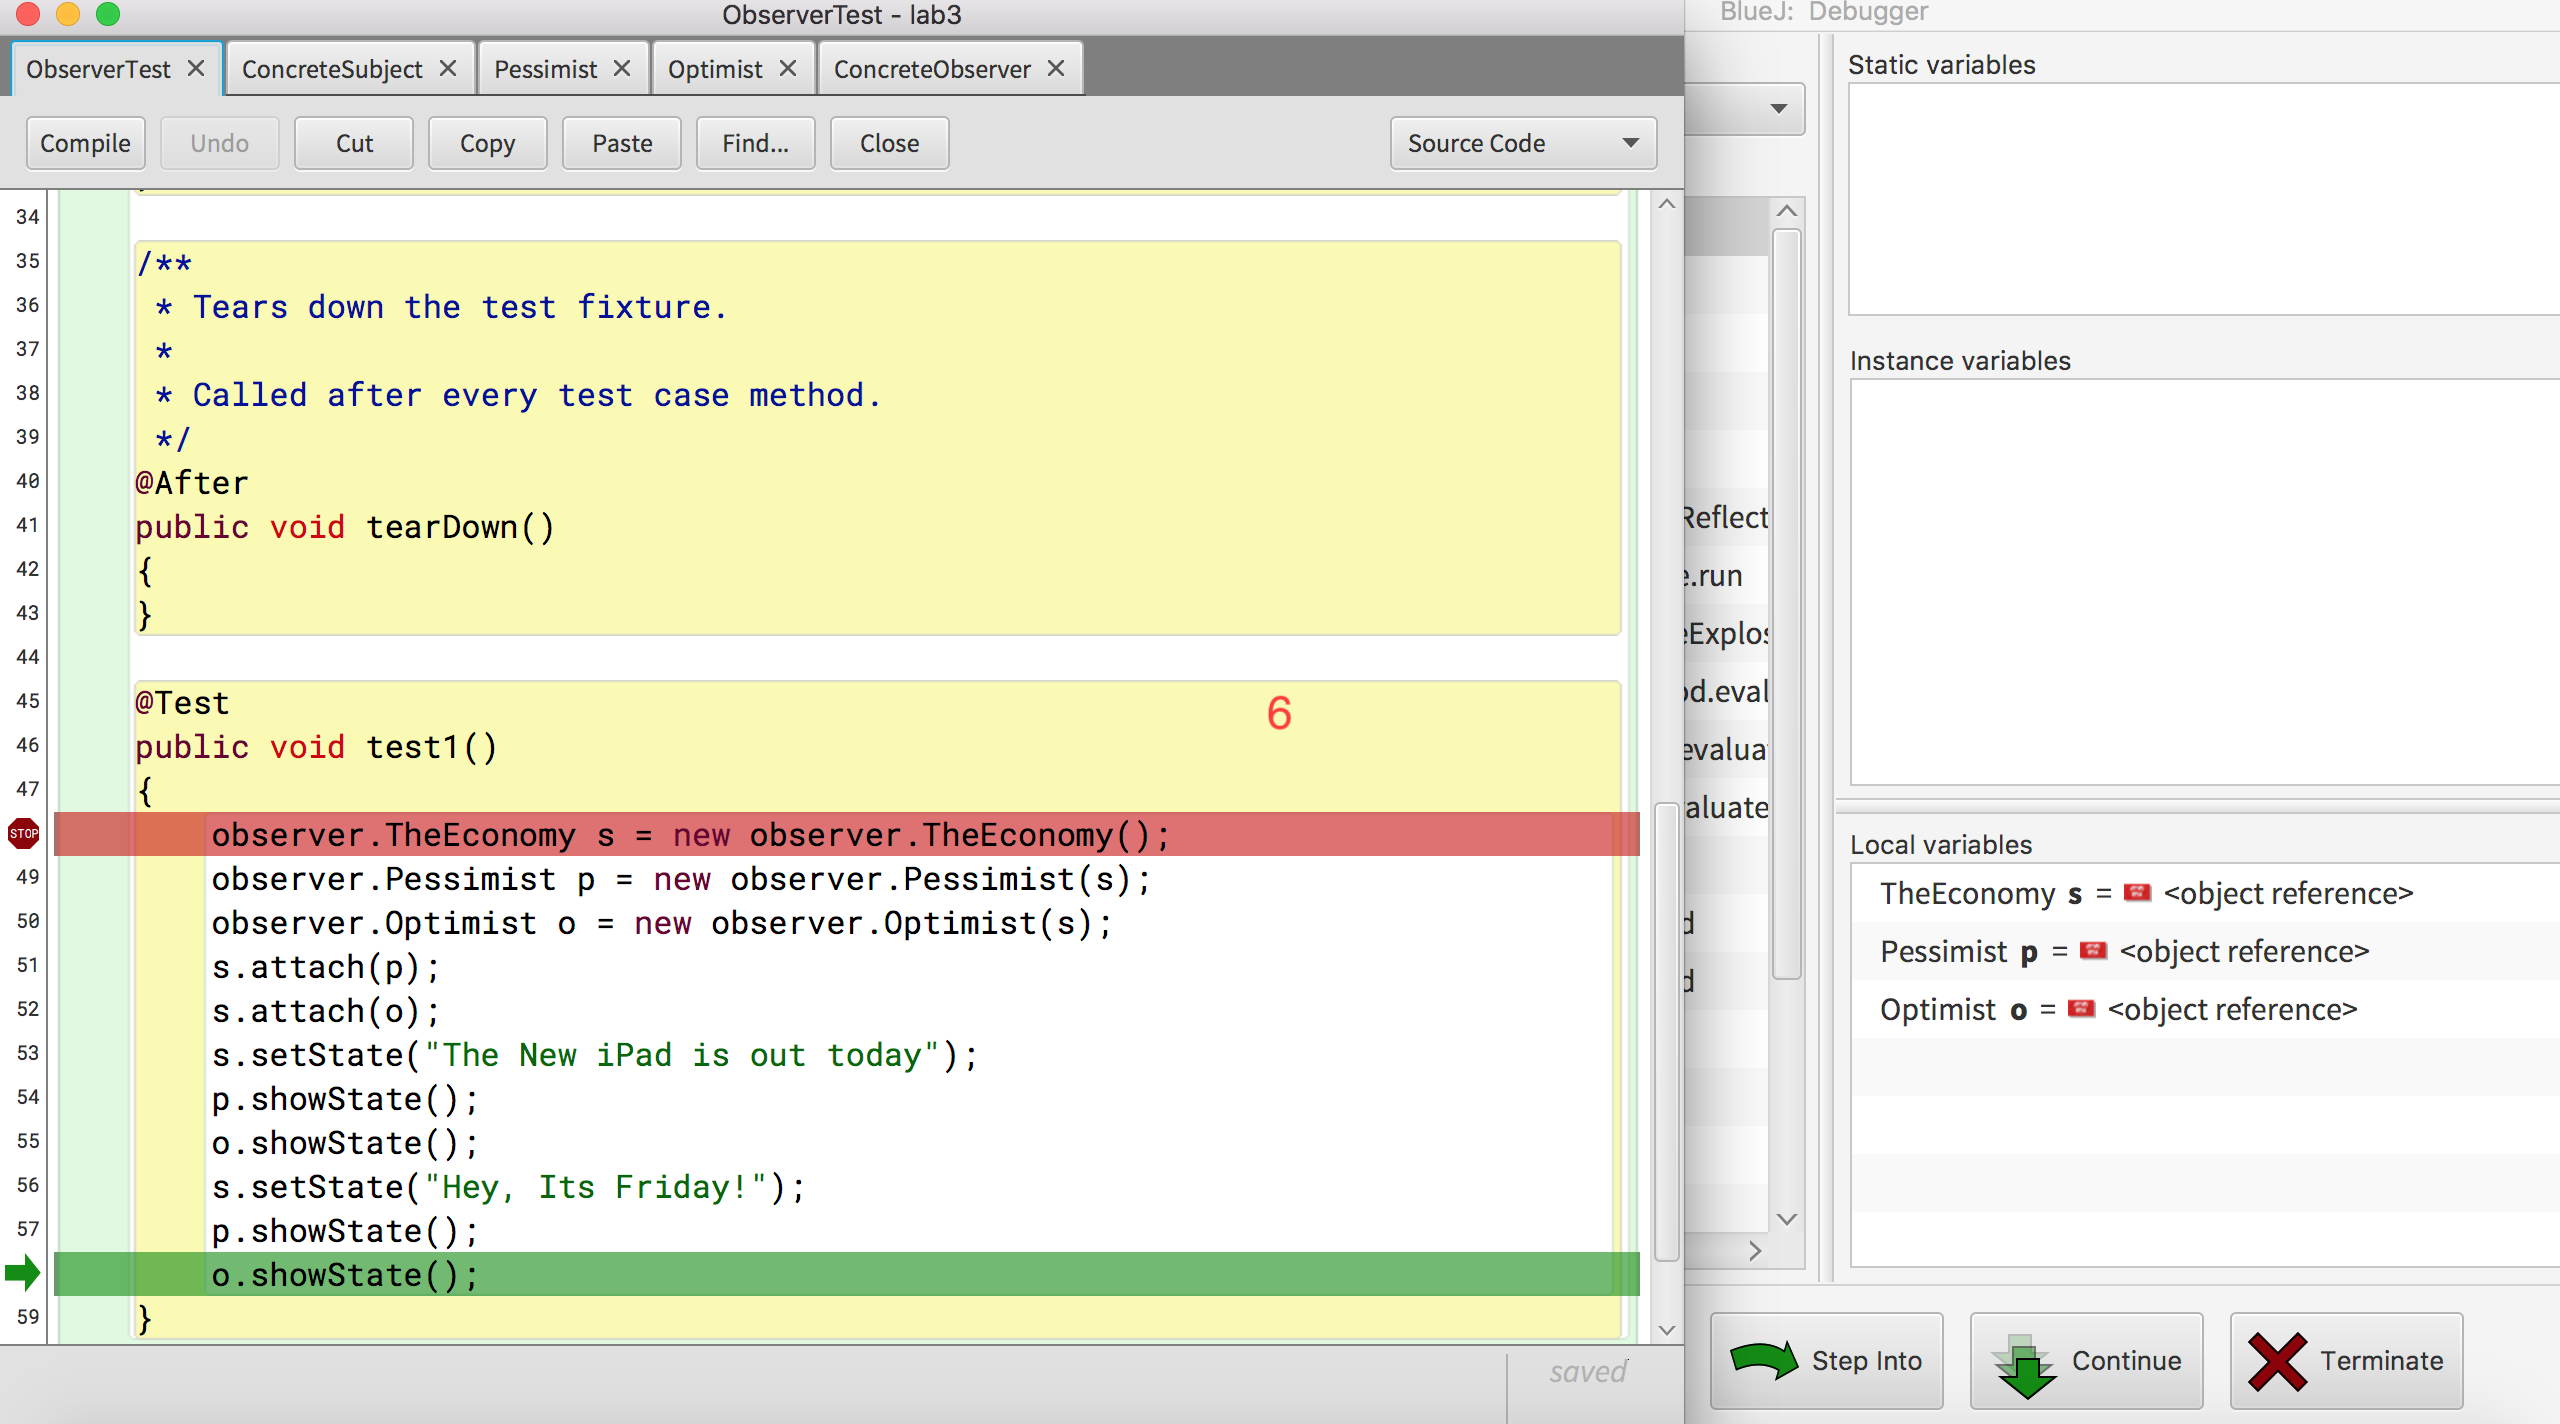 ObserverTest - lab3
ObserverTest ConcreteSubject Pessimist Optimist ConcreteObserver
Compile Undo Cut Copy Paste Find... Close Source Code
34
35 /**
36 * Tears down the test fixture.
37 *
38 * Called after every test case method.
39 */
40 @After
41 public void tearDown()
42 {
43 }
44
45 @Test
6
46 public void test1()
47 {
STOP observer.TheEconomy s = new observer.TheEconomy();
49 observer.Pessimist p = new observer.Pessimist(s);
50 observer.Optimist o = new observer.Optimist(s);
51 s.attach(p);
52 s.attach(o);
53 s.setState("The New iPad is out today");
54 p.showState();
55 o.showState();
56 s.setState("Hey, Its Friday!");
57 p.showState();
o.showState();
59 }
saved
BlueJ: Debugger
Reflect
e.run
eExplos
od.eval
evalua
aluate
d
d
Static variables
Instance variables
Local variables
TheEconomy s = <object reference>
Pessimist p = <object reference>
Optimist o = <object reference>
Step Into Continue Terminate